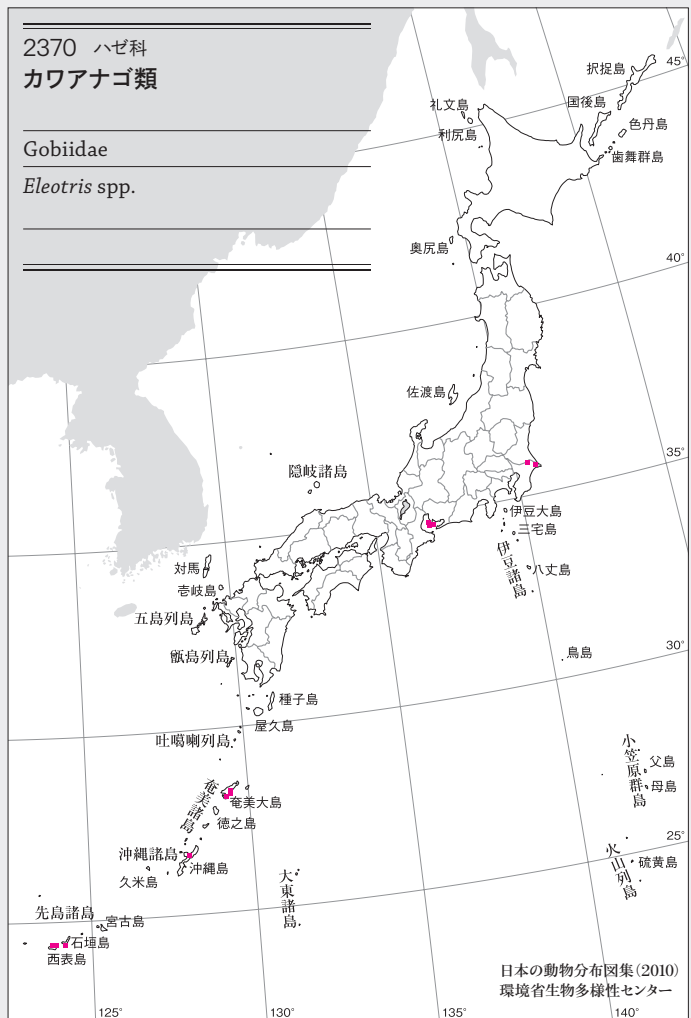 2370 ハゼ科
カワアナゴ類
Gobiidae
Eleotris spp.
45°
択捉島
国後島
礼文島
色丹島
利尻島
歯舞群島
奥尻島
40°
佐渡島
35°
隠岐諸島
伊豆大島
三宅島
伊豆諸島
八丈島
対馬
壱岐島
五島列島
甑島列島
鳥島
30°
種子島
屋久島
吐噶喇列島
小笠原群島
父島
母島
奄美諸島
奄美大島
徳之島
25°
沖縄諸島
沖縄島
久米島
火山列島
硫黄島
大東諸島
先島諸島
宮古島
石垣島
西表島
日本の動物分布図集(2010)
環境省生物多様性センター
125°
130°
135°
140°